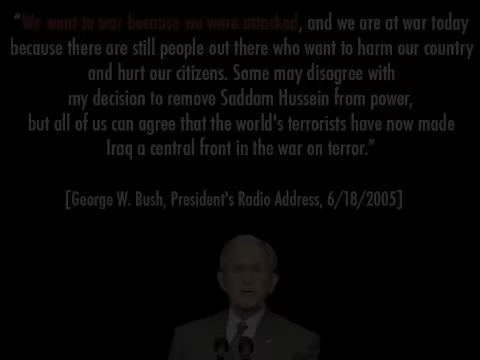 “We went to war because we were attacked, and we are at war today
because there are still people out there who want to harm our country
and hurt our citizens. Some may disagree with
my decision to remove Saddam Hussein from power,
but all of us can agree that the world's terrorists have now made
Iraq a central front in the war on terror.”
[George W. Bush, President's Radio Address, 6/18/2005]